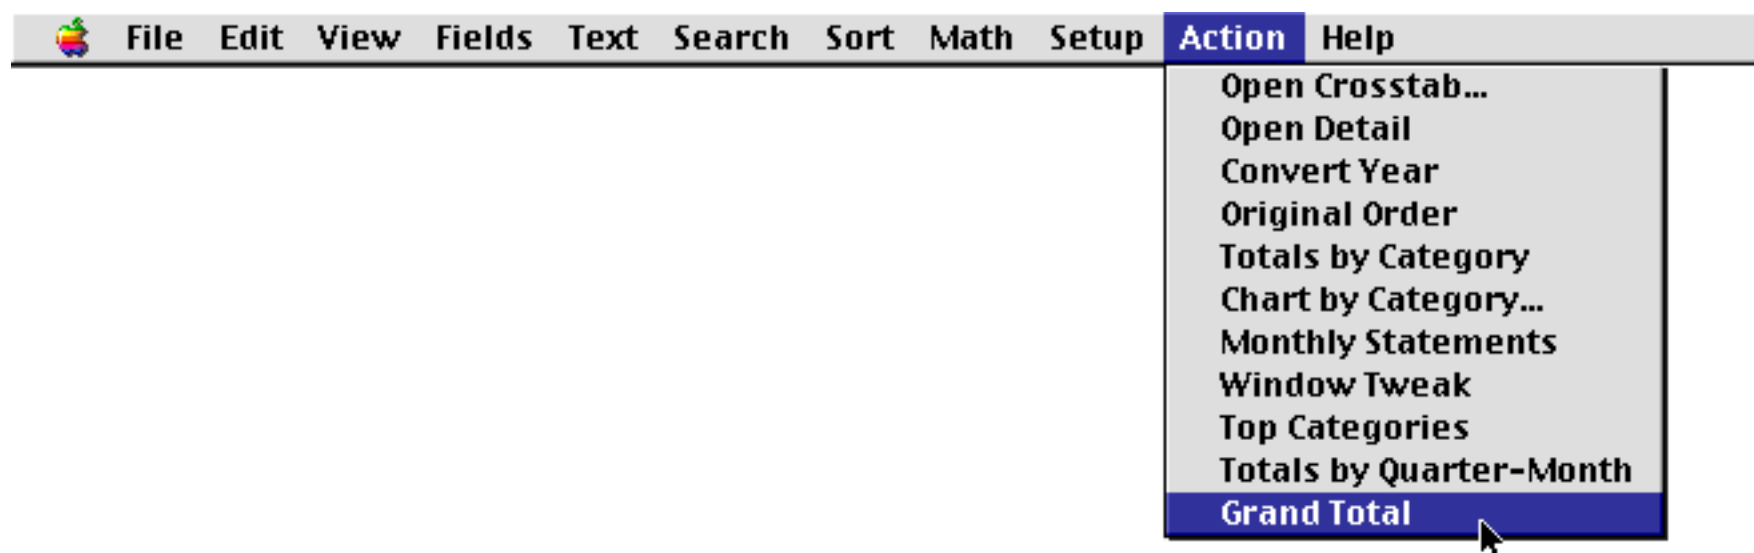 File Edit View Fields Text Search Sort Math Setup Action Help
Open Crosstab...
Open Detail
Convert Year
Original Order
Totals by Category
Chart by Category...
Monthly Statements
Window Tweak
Top Categories
Totals by Quarter-Month
Grand Total